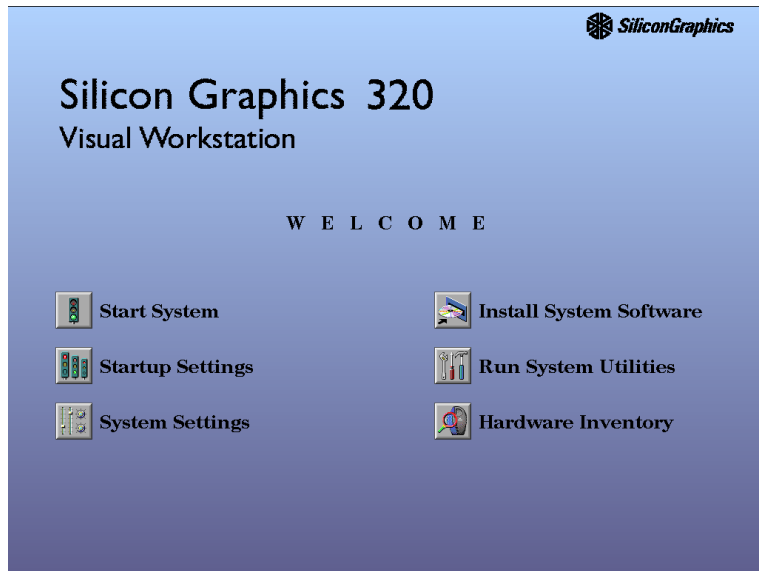 SiliconGraphics
Silicon Graphics 320
Visual Workstation
W E L C O M E
Start System
Install System Software
Startup Settings
Run System Utilities
System Settings
Hardware Inventory